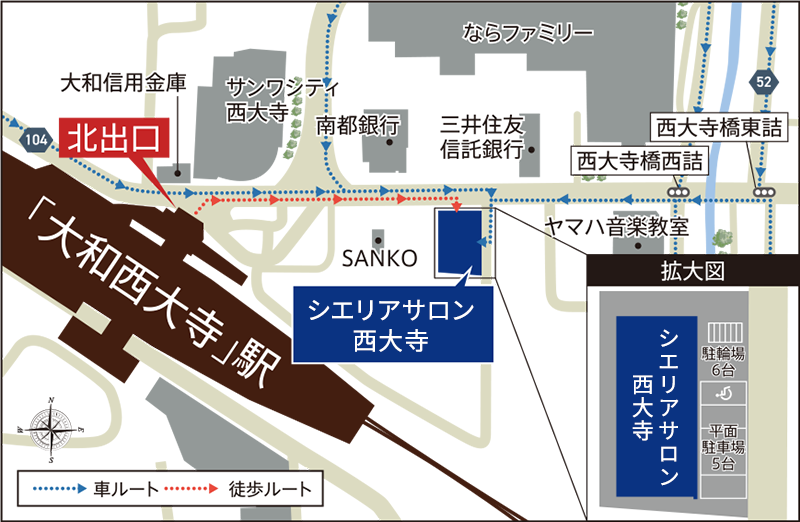 ならファミリー
大和信用金庫
サンワシティ
西大寺
52
104
北出口
南都銀行
三井住友
信託銀行
西大寺橋東詰
西大寺橋西詰
ヤマハ音楽教室
SANKO
「大和西大寺」駅
シエリアサロン
西大寺
拡大図
シエリアサロン
西大寺
駐輪場
6台
平面
駐車場
5台
N
W
E
S
車ルート
徒歩ルート